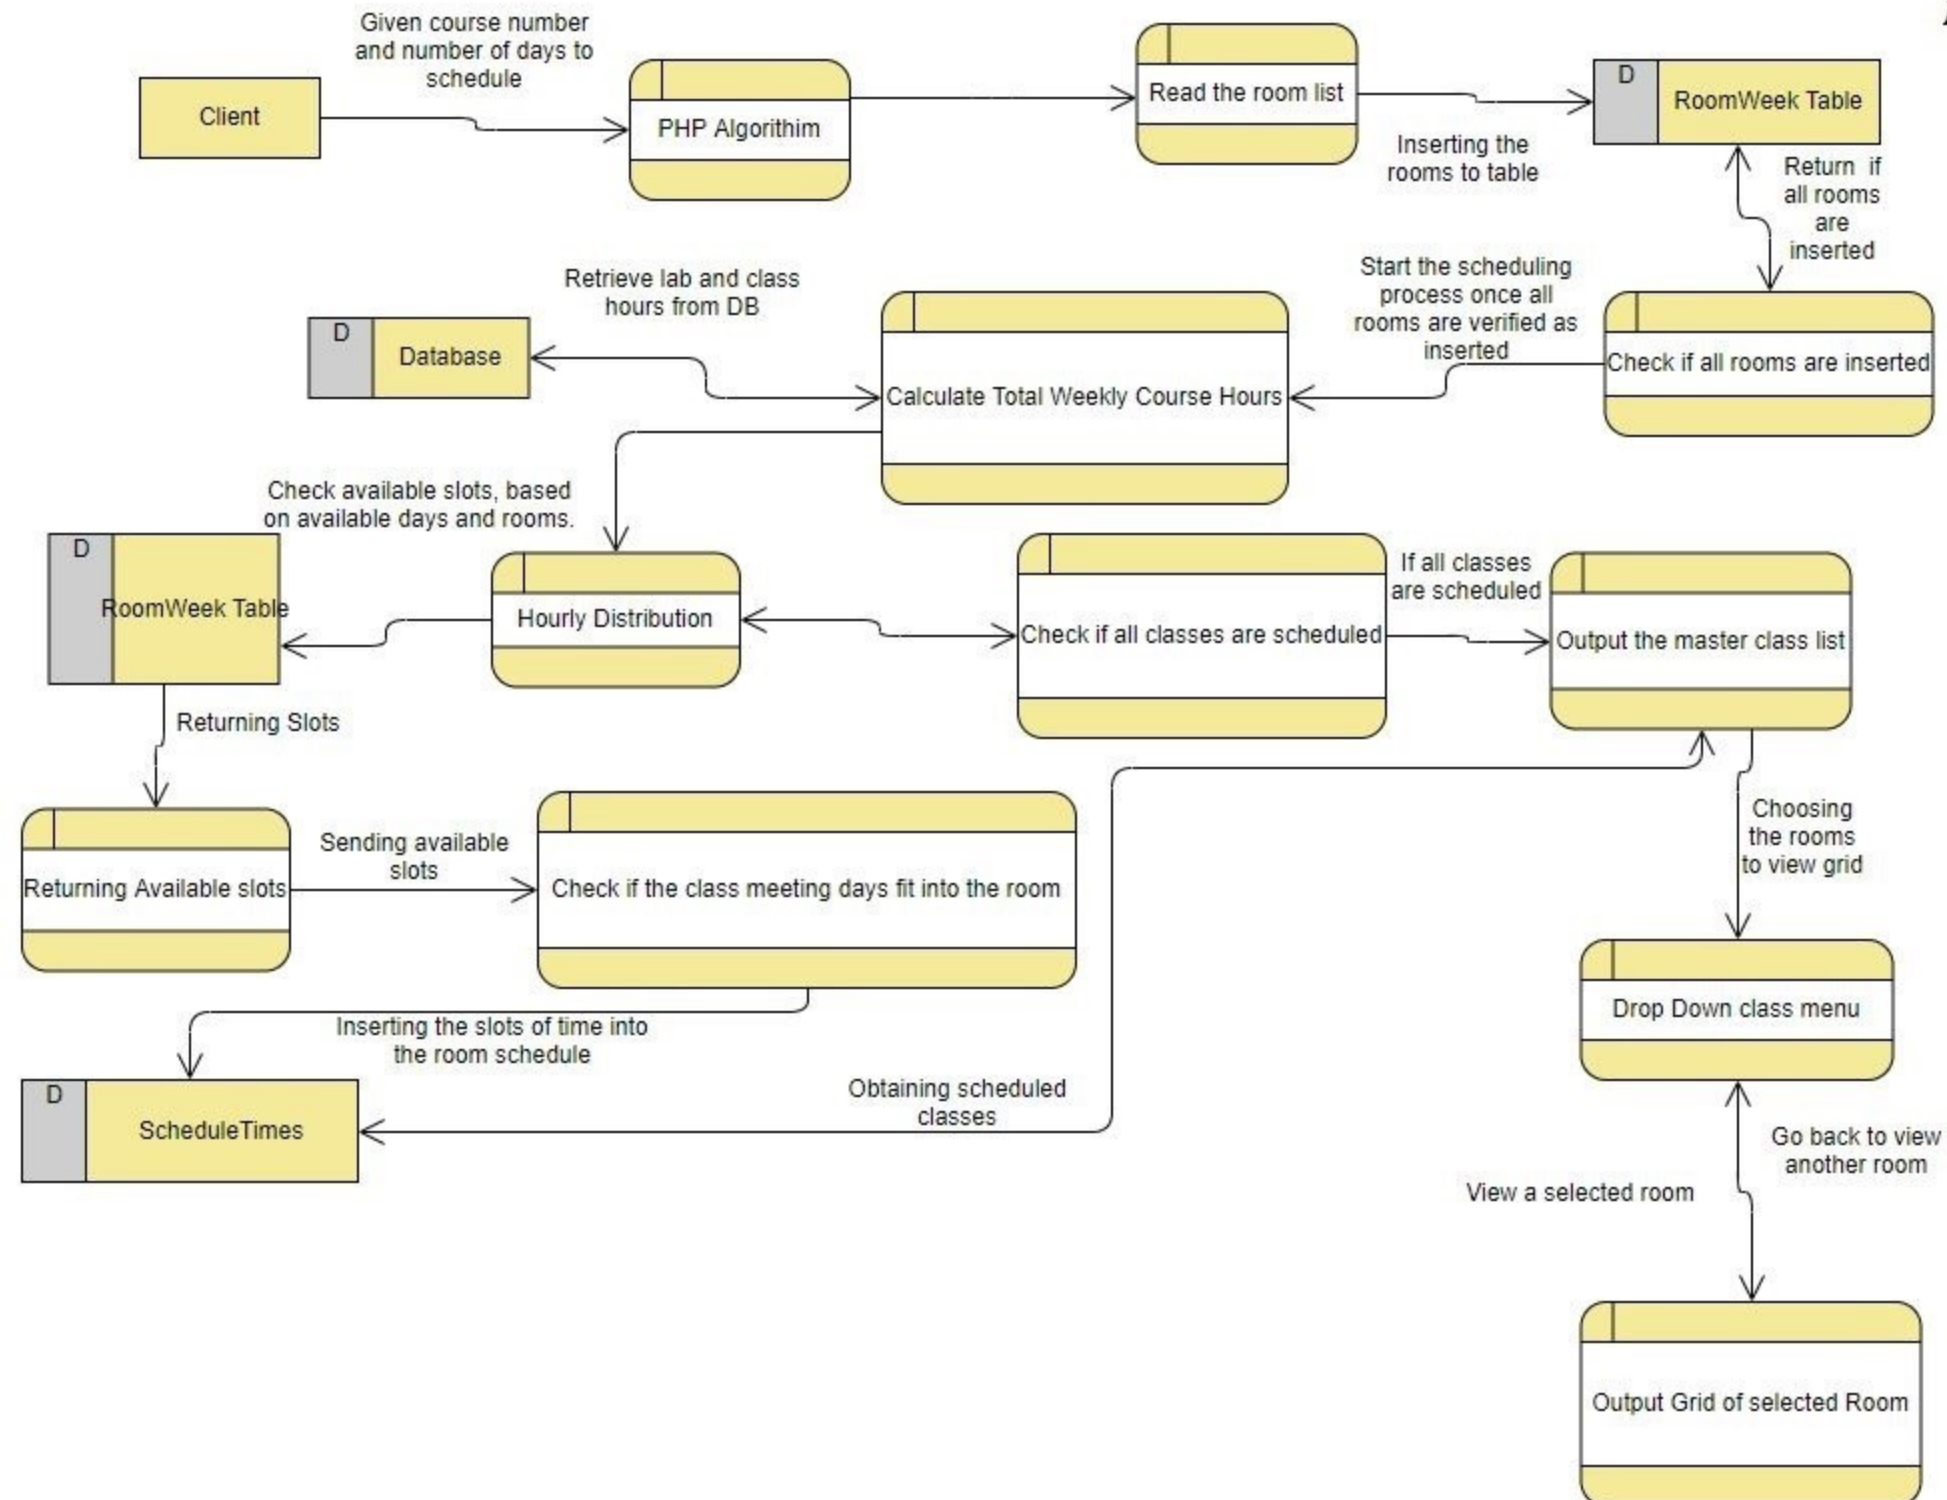 Given course number
and number of days to
schedule
Client
PHP Algorithim
Read the room list
D
RoomWeek Table
Inserting the
rooms to table
Return if
all rooms
are
inserted
Retrieve lab and class
hours from DB
Start the scheduling
process once all
rooms are verified as
inserted
D
Database
Calculate Total Weekly Course Hours
Check if all rooms are inserted
Check available slots, based
on available days and rooms.
D
RoomWeek Table
Hourly Distribution
Check if all classes are scheduled
If all classes
are scheduled
Output the master class list
Returning Slots
Returning Available slots
Sending available
slots
Check if the class meeting days fit into the room
Choosing
the rooms
to view grid
Drop Down class menu
Inserting the slots of time into
the room schedule
D
ScheduleTimes
Obtaining scheduled
classes
Go back to view
another room
View a selected room
Output Grid of selected Room